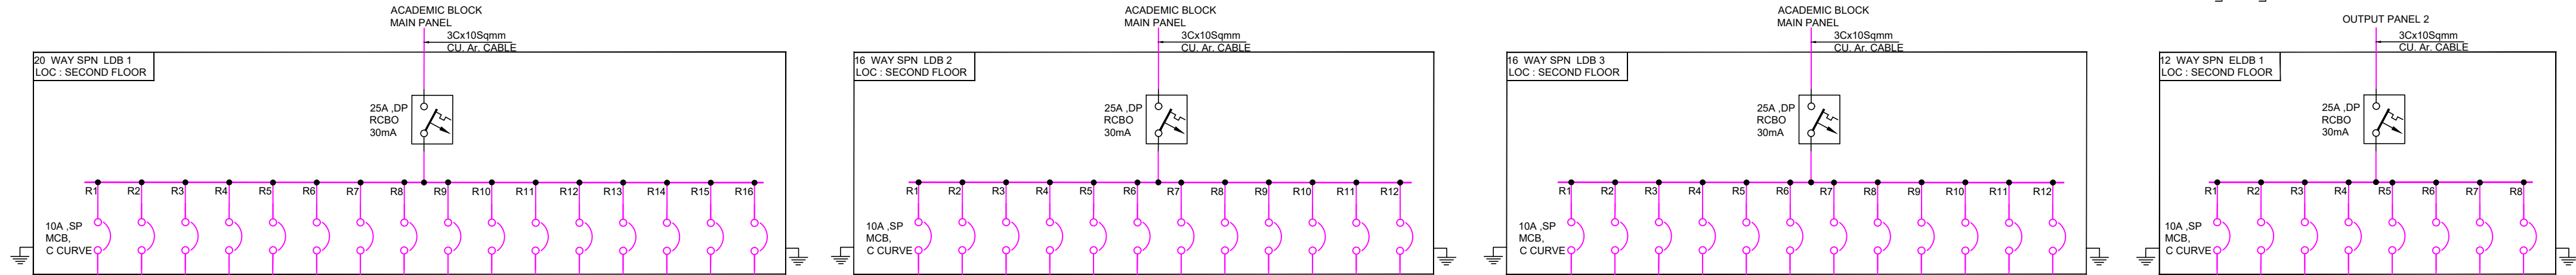 ACADEMIC BLOCK
MAIN PANEL
3Cx10Sqmm
CU. Ar. CABLE
20 WAY SPN LDB 1
LOC : SECOND FLOOR
25A ,DP
RCBO
30mA
R1 R2 R3 R4 R5 R6 R7 R8 R9 R10 R11 R12 R13 R14 R15 R16
10A ,SP
MCB,
C CURVE
ACADEMIC BLOCK
MAIN PANEL
3Cx10Sqmm
CU. Ar. CABLE
16 WAY SPN LDB 2
LOC : SECOND FLOOR
25A ,DP
RCBO
30mA
R1 R2 R3 R4 R5 R6 R7 R8 R9 R10 R11 R12
10A ,SP
MCB,
C CURVE
ACADEMIC BLOCK
MAIN PANEL
3Cx10Sqmm
CU. Ar. CABLE
16 WAY SPN LDB 3
LOC : SECOND FLOOR
25A ,DP
RCBO
30mA
R1 R2 R3 R4 R5 R6 R7 R8 R9 R10 R11 R12
10A ,SP
MCB,
C CURVE
OUTPUT PANEL 2
3Cx10Sqmm
CU. Ar. CABLE
12 WAY SPN ELDB 1
LOC : SECOND FLOOR
25A ,DP
RCBO
30mA
R1 R2 R3 R4 R5 R6 R7 R8
10A ,SP
MCB,
C CURVE